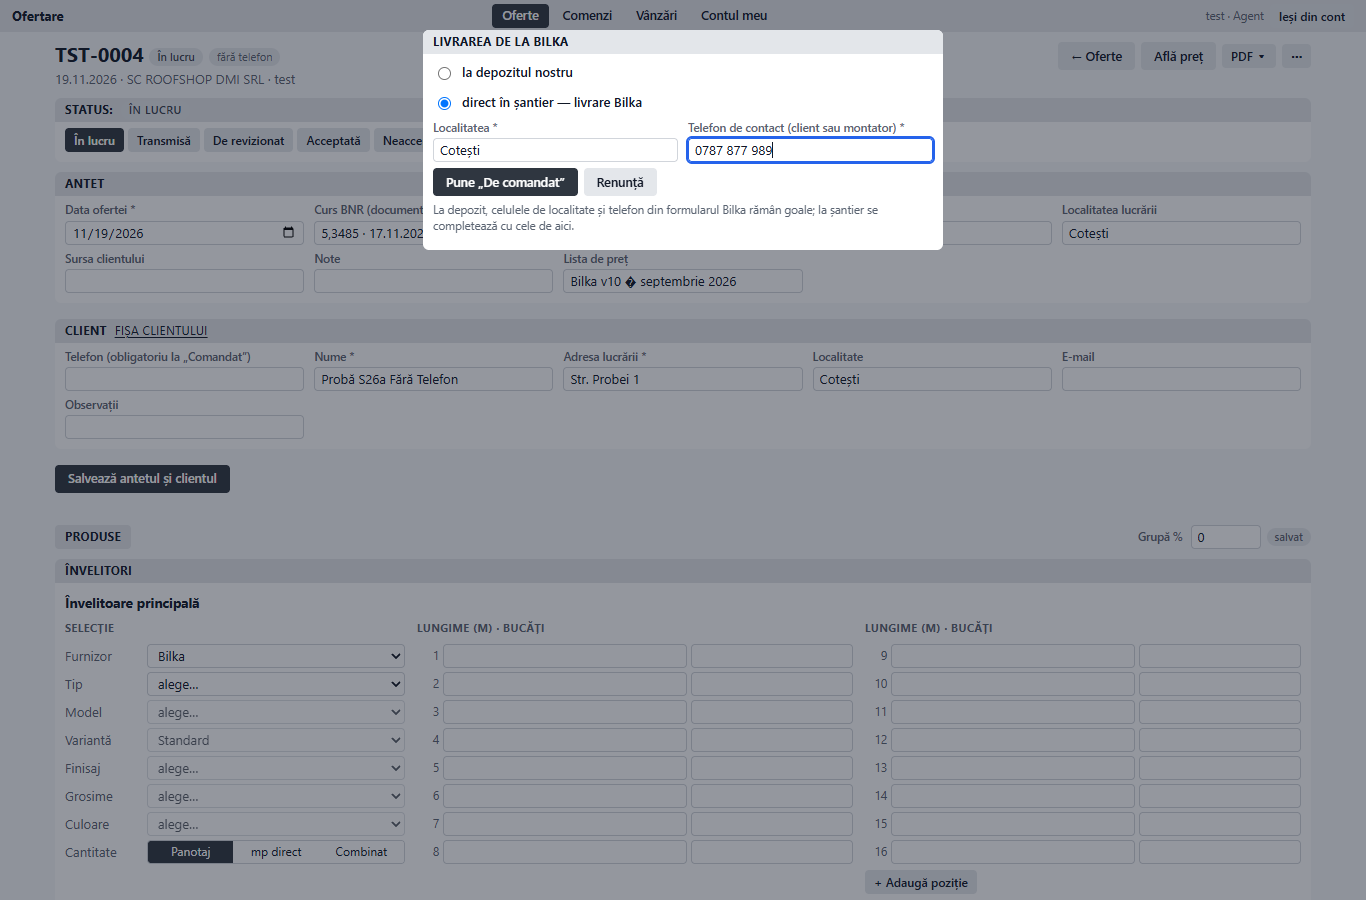 Ofertare
Oferte
Comenzi
Vânzări
Contul meu
test · Agent
Ieși din cont
LIVRAREA DE LA BILKA
la depozitul nostru
direct în șantier — livrare Bilka
Localitatea *
Telefon de contact (client sau montator) *
Cotești
0787 877 989
Pune „De comandat”
Renunță
La depozit, celulele de localitate și telefon din formularul Bilka rămân goale; la șantier se
completează cu cele de aici.
TST-0004
În lucru
fără telefon
← Oferte
Află preț
PDF
...
19.11.2026 · SC ROOFSHOP DMI SRL · test
STATUS:
ÎN LUCRU
În lucru
Transmisă
De revizionat
Acceptată
Neacce
ANTET
Data ofertei *
Curs BNR (document
Localitatea lucrării
11/19/2026
5,3485 · 17.11.202
Cotești
Sursa clientului
Note
Lista de preț
Bilka v10 � septembrie 2026
CLIENT
FIȘA CLIENTULUI
Telefon (obligatoriu la „Comandat”)
Nume *
Adresa lucrării *
Localitate
E-mail
Probă S26a Fără Telefon
Str. Probei 1
Cotești
Observații
Salvează antetul și clientul
PRODUSE
Grupă %
0
salvat
ÎNVELITORI
Învelitoare principală
SELECȚIE
LUNGIME (M) · BUCĂȚI
LUNGIME (M) · BUCĂȚI
Furnizor
Bilka
1
9
Tip
alege...
2
10
Model
alege...
3
11
Variantă
Standard
4
12
Finisaj
alege...
5
13
Grosime
alege...
6
14
Culoare
alege...
7
15
Cantitate
Panotaj
mp direct
Combinat
8
16
+ Adaugă poziție